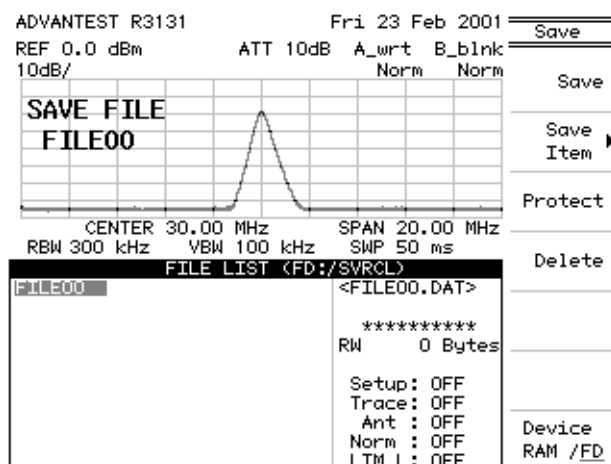 ADVANTEST R3131 Fri 23 Feb 2001
REF 0.0 dBm ATT 10dB A_wrt B_blnk
10dB/ Norm Norm
SAVE FILE
FILE00
CENTER 30.00 MHz SPAN 20.00 MHz
RBW 300 kHz VBW 100 kHz SWP 50 ms
FILE LIST (FD:/SVRCL)
FILE00
<FILE00.DAT>
**********
RW 0 Bytes
Setup: OFF
Trace: OFF
Ant : OFF
Norm : OFF
LIM L: OFF
Save
Save
Save
Item
Protect
Delete
Device
RAM /FD